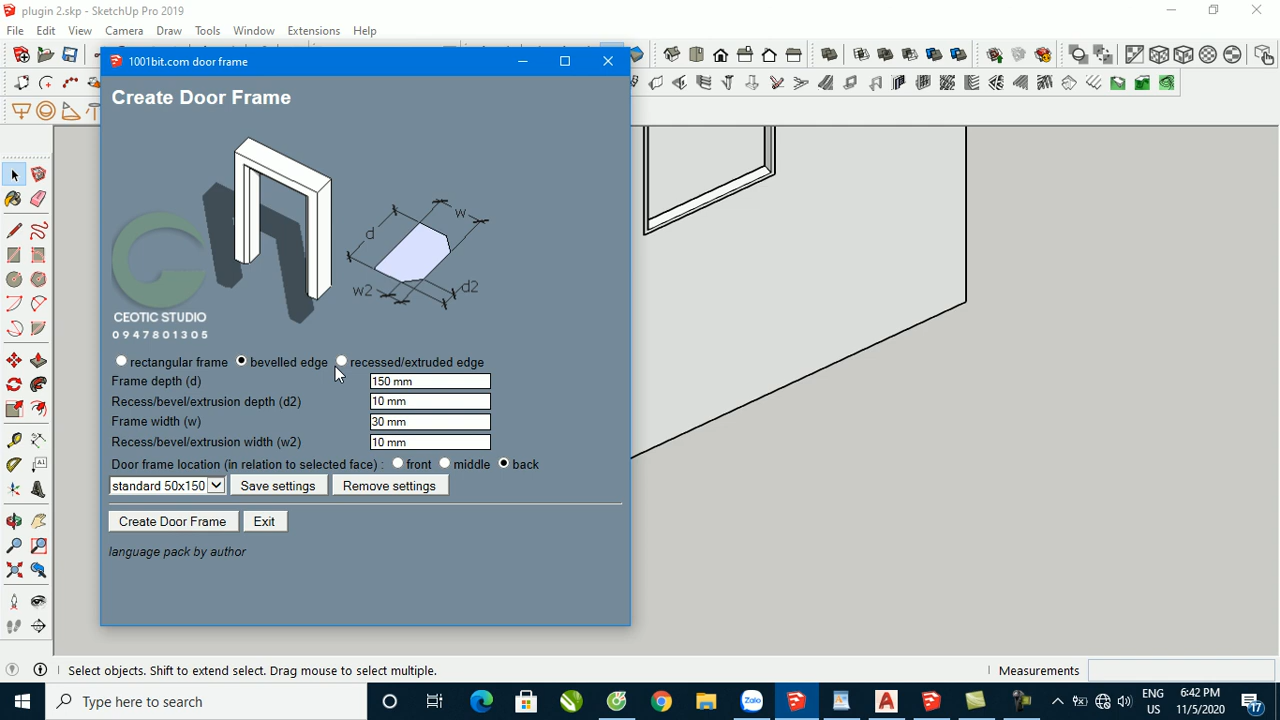 plugin 2.skp - SketchUp Pro 2019
File Edit View Camera Draw Tools Window Extensions Help
1001bit.com door frame
Create Door Frame
d
w
w2
d2
CEOTIC STUDIO
0947801305
rectangular frame bevelled edge recessed/extruded edge
Frame depth (d) 150 mm
Recess/bevel/extrusion depth (d2) 10 mm
Frame width (w) 30 mm
Recess/bevel/extrusion width (w2) 10 mm
Door frame location (in relation to selected face) : front middle back
standard 50x150 Save settings Remove settings
Create Door Frame Exit
language pack by author
Select objects. Shift to extend select. Drag mouse to select multiple. Measurements
Type here to search
Zalo
ENG 6:42 PM
US 11/5/2020
17